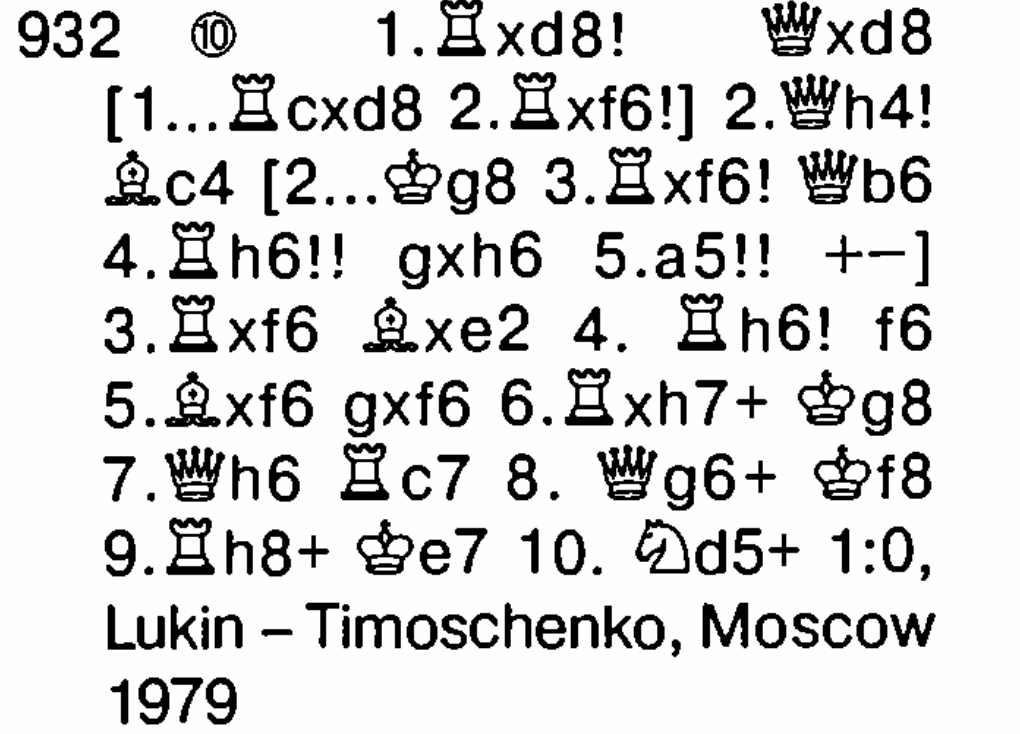 932 ⑩ 1.♖xd8! ♕xd8
[1...♖cxd8 2.♖xf6!] 2.♕h4!
♗c4 [2...♔g8 3.♖xf6! ♕b6
4.♖h6!! gxh6 5.a5!! +−]
3.♖xf6 ♗xe2 4. ♖h6! f6
5.♗xf6 gxf6 6.♖xh7+ ♔g8
7.♕h6 ♖c7 8. ♕g6+ ♔f8
9.♖h8+ ♔e7 10. ♘d5+ 1:0,
Lukin – Timoschenko, Moscow
1979